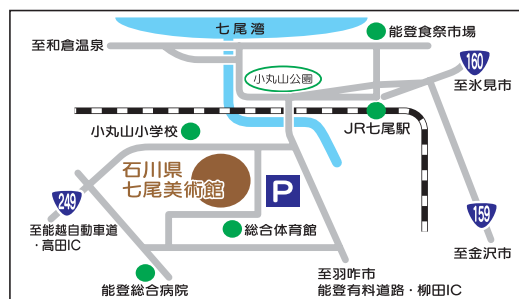 七尾湾
能登食祭市場
至和倉温泉
160
小丸山公園
至氷見市
小丸山小学校
JR七尾駅
石川県
七尾美術館
P
249
159
至能越自動車道
・高田IC
総合体育館
至金沢市
能登総合病院
至羽咋市
能登有料道路・柳田IC